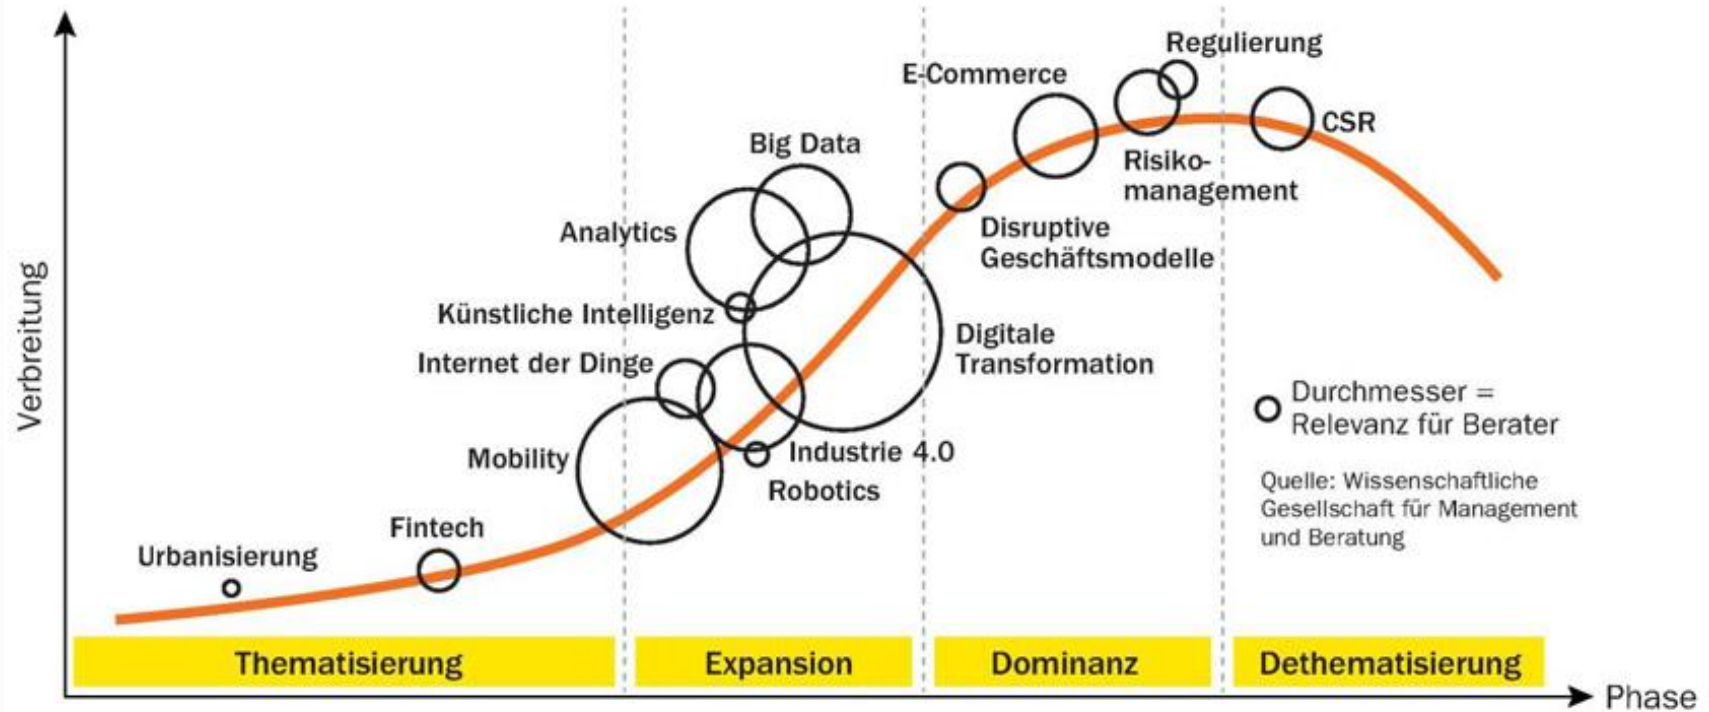 Regulierung
E-Commerce
CSR
Big Data
Risiko-
management
Analytics
Disruptive
Geschäftsmodelle
Künstliche Intelligenz
Digitale
Transformation
Internet der Dinge
Verbreitung
Durchmesser =
Relevanz für Berater
Mobility
Industrie 4.0
Robotics
Quelle: Wissenschaftliche
Gesellschaft für Management
und Beratung
Fintech
Urbanisierung
Thematisierung
Expansion
Dominanz
Dethematisierung
Phase